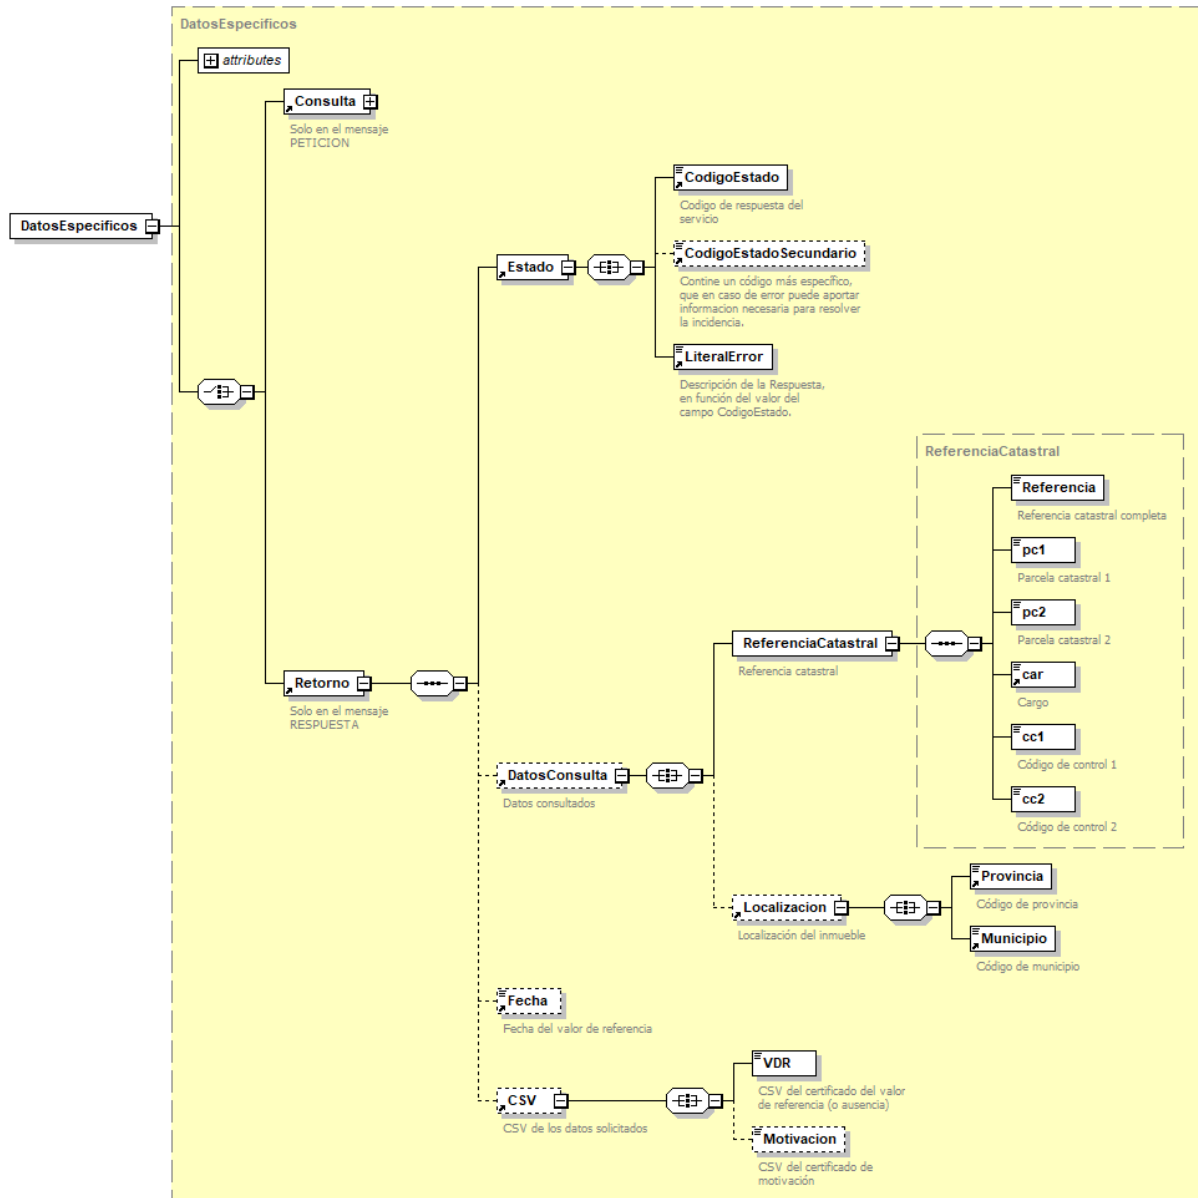 DatosEspecificos
attributes
Consulta
Solo en el mensaje
PETICION
DatosEspecificos
CodigoEstado
Codigo de respuesta del
servicio
Estado
CodigoEstadoSecundario
Contine un código más específico,
que en caso de error puede aportar
informacion necesaria para resolver
la incidencia.
LiteralError
Descripción de la Respuesta,
en función del valor del
campo CodigoEstado.
ReferenciaCatastral
Referencia
Referencia catastral completa
pc1
Parcela catastral 1
pc2
Parcela catastral 2
ReferenciaCatastral
Referencia catastral
car
Cargo
Retorno
Solo en el mensaje
RESPUESTA
cc1
Código de control 1
DatosConsulta
Datos consultados
cc2
Código de control 2
Provincia
Código de provincia
Localizacion
Localización del inmueble
Municipio
Código de municipio
Fecha
Fecha del valor de referencia
VDR
CSV del certificado del valor
de referencia (o ausencia)
CSV
CSV de los datos solicitados
Motivacion
CSV del certificado de
motivación